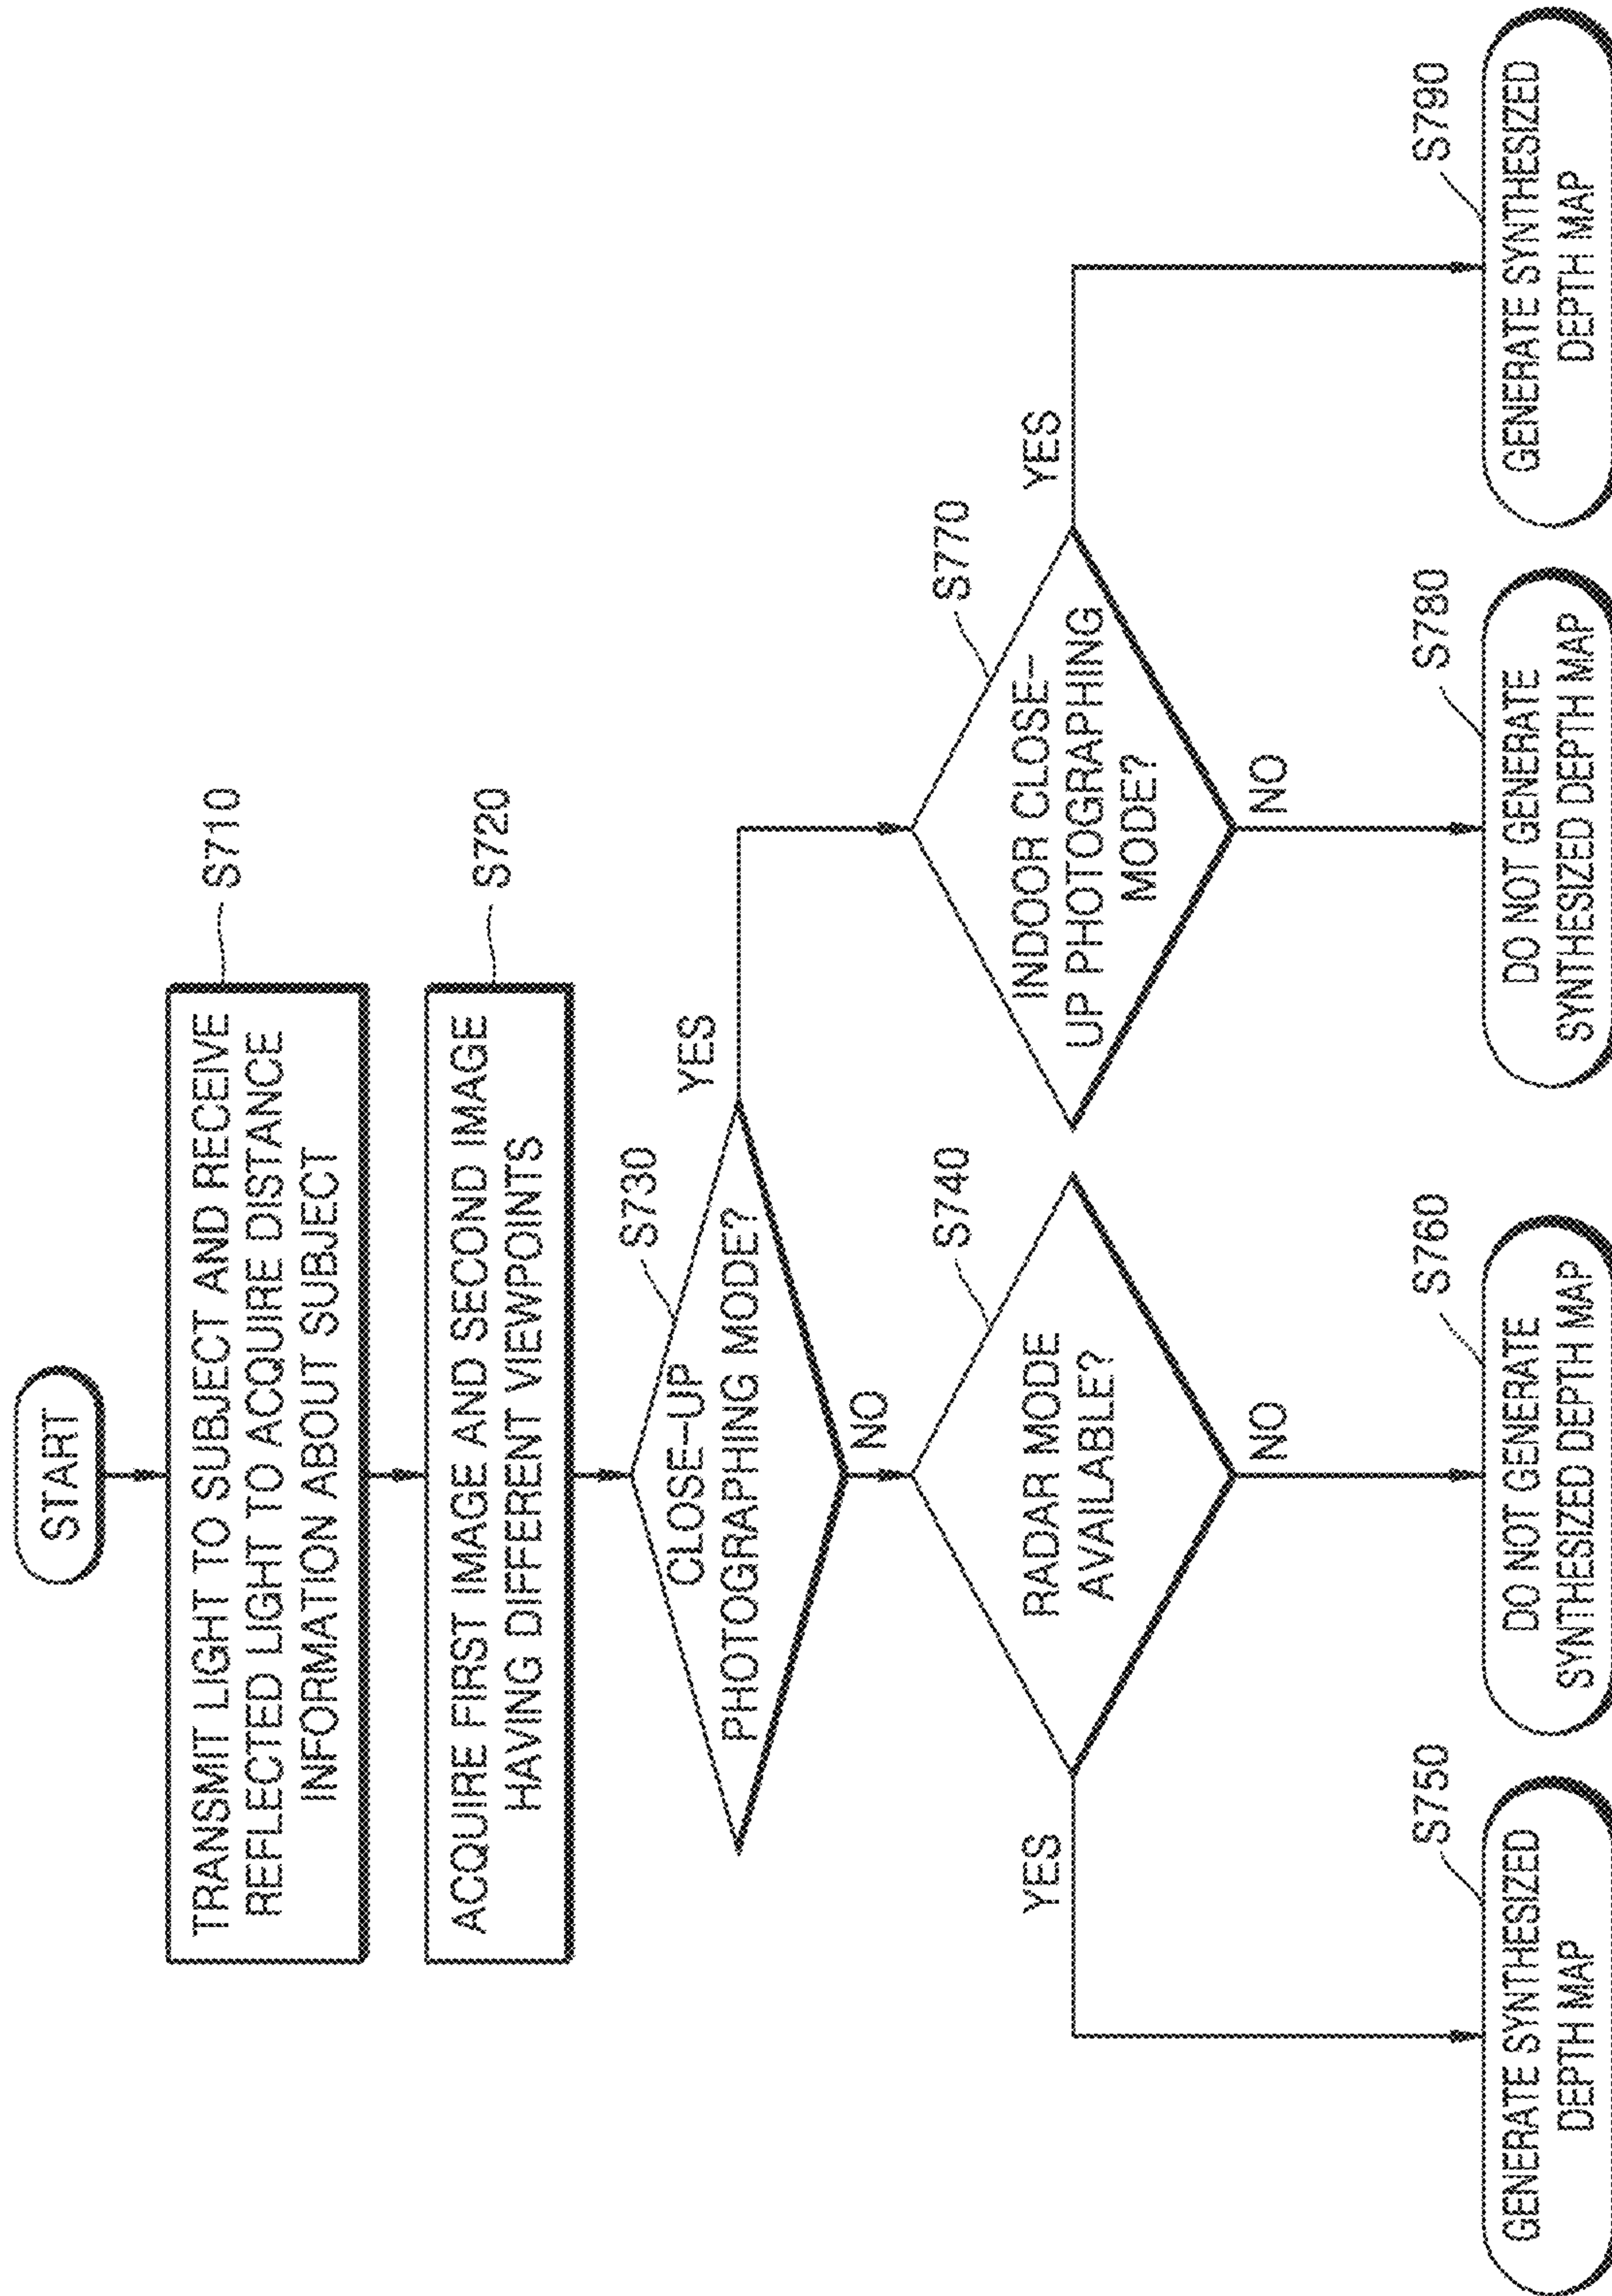 START
TRANSMIT LIGHT TO SUBJECT AND RECEIVE
REFLECTED LIGHT TO ACQUIRE DISTANCE
INFORMATION ABOUT SUBJECT
S710
ACQUIRE FIRST IMAGE AND SECOND IMAGE
HAVING DIFFERENT VIEWPOINTS
S720
S730
CLOSE-UP
PHOTOGRAPHING MODE?
YES
NO
S740
RADAR MODE
AVAILABLE?
YES
NO
S770
INDOOR CLOSE-
UP PHOTOGRAPHING
MODE?
YES
NO
S750
GENERATE SYNTHESIZED
DEPTH MAP
S760
DO NOT GENERATE
SYNTHESIZED DEPTH MAP
S780
DO NOT GENERATE
SYNTHESIZED DEPTH MAP
S790
GENERATE SYNTHESIZED
DEPTH MAP